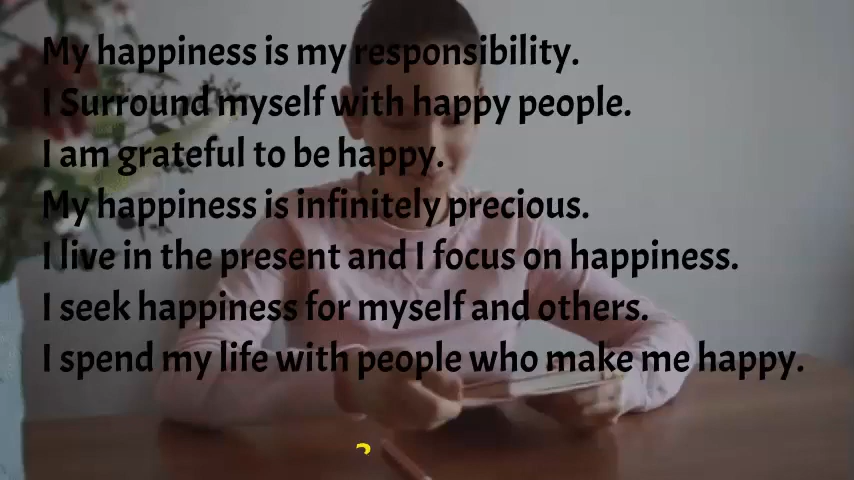 My happiness is my responsibility.
I Surround myself with happy people.
I am grateful to be happy.
My happiness is infinitely precious.
I live in the present and I focus on happiness.
I seek happiness for myself and others.
I spend my life with people who make me happy.